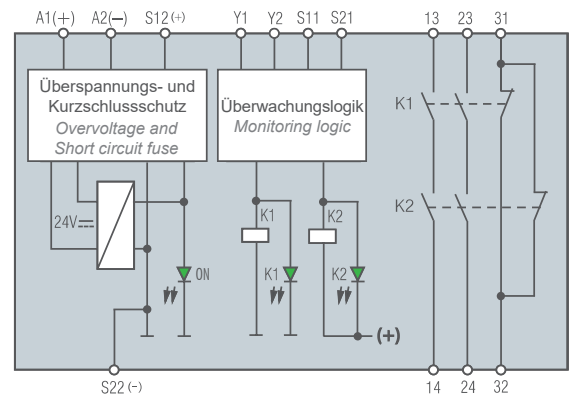 A1(+) A2(−) S12(+) Y1 Y2 S11 S21 13 23 31
Überspannungs- und
Kurzschlussschutz
Overvoltage and
Short circuit fuse
Überwachungslogik
Monitoring logic
K1
K2
24V
K1
K2
ON
K1
K2
(+)
S22 (-)
14 24 32